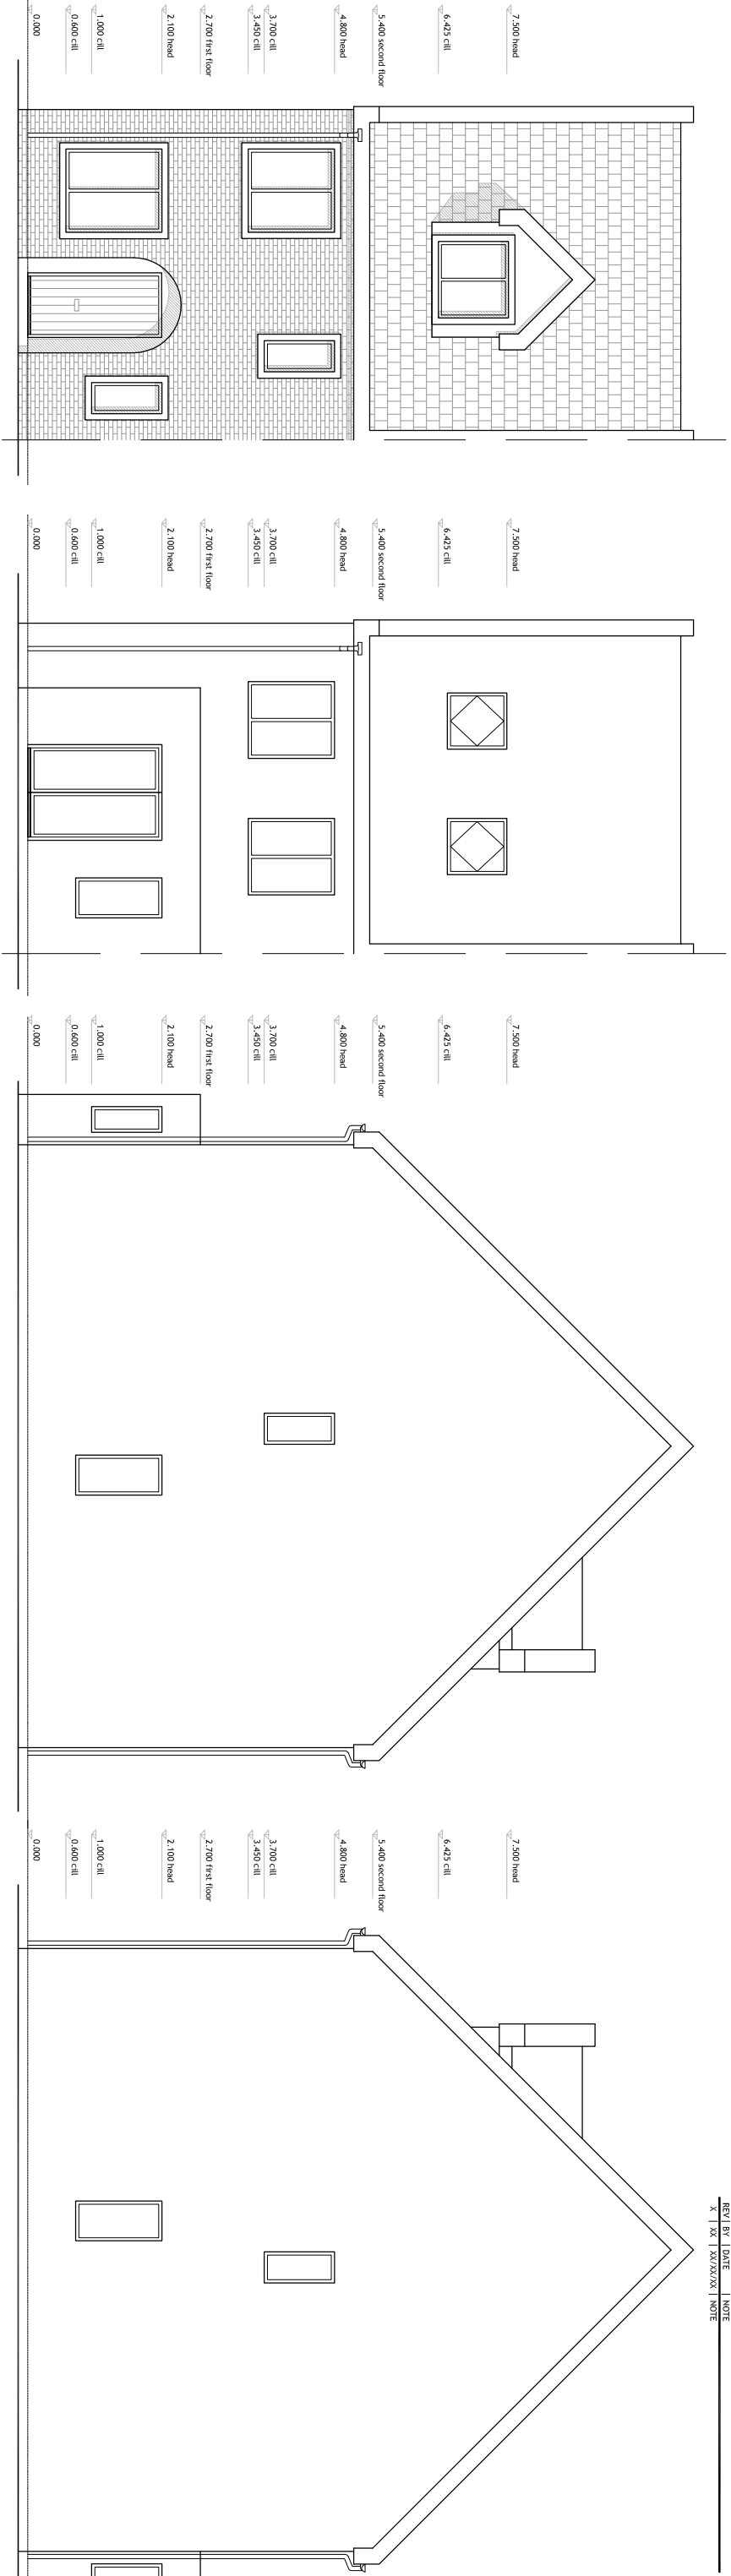 7.500 head
6.425 cill
5.400 second floor
4.800 head
3.700 cill
3.450 cill
2.700 first floor
2.100 head
1.000 cill
0.600 cill
0.000
7.500 head
6.425 cill
5.400 second floor
4.800 head
3.700 cill
3.450 cill
2.700 first floor
2.100 head
1.000 cill
0.600 cill
0.000
7.500 head
6.425 cill
5.400 second floor
4.800 head
3.700 cill
3.450 cill
2.700 first floor
2.100 head
1.000 cill
0.600 cill
0.000
7.500 head
6.425 cill
5.400 second floor
4.800 head
3.700 cill
3.450 cill
2.700 first floor
2.100 head
1.000 cill
0.600 cill
0.000
REV | BY | DATE | NOTE
X | XX | XX/XX/XX | NOTE